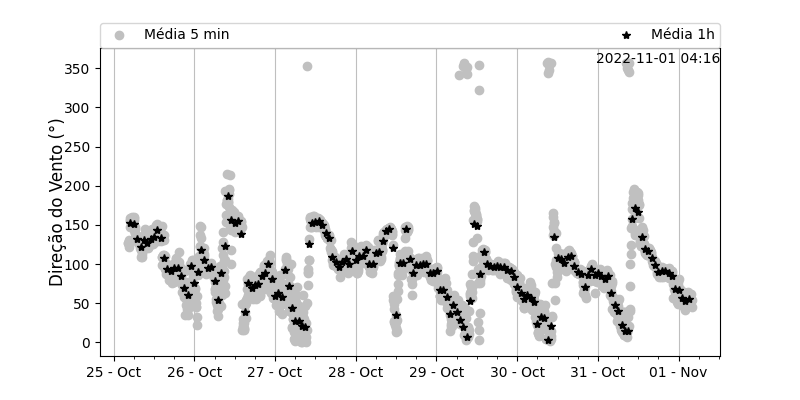 Média 5 min
Média 1h
2022-11-01 04:16
Direção do Vento (°)
350
300
250
200
150
100
50
0
25 - Oct
26 - Oct
27 - Oct
28 - Oct
29 - Oct
30 - Oct
31 - Oct
01 - Nov